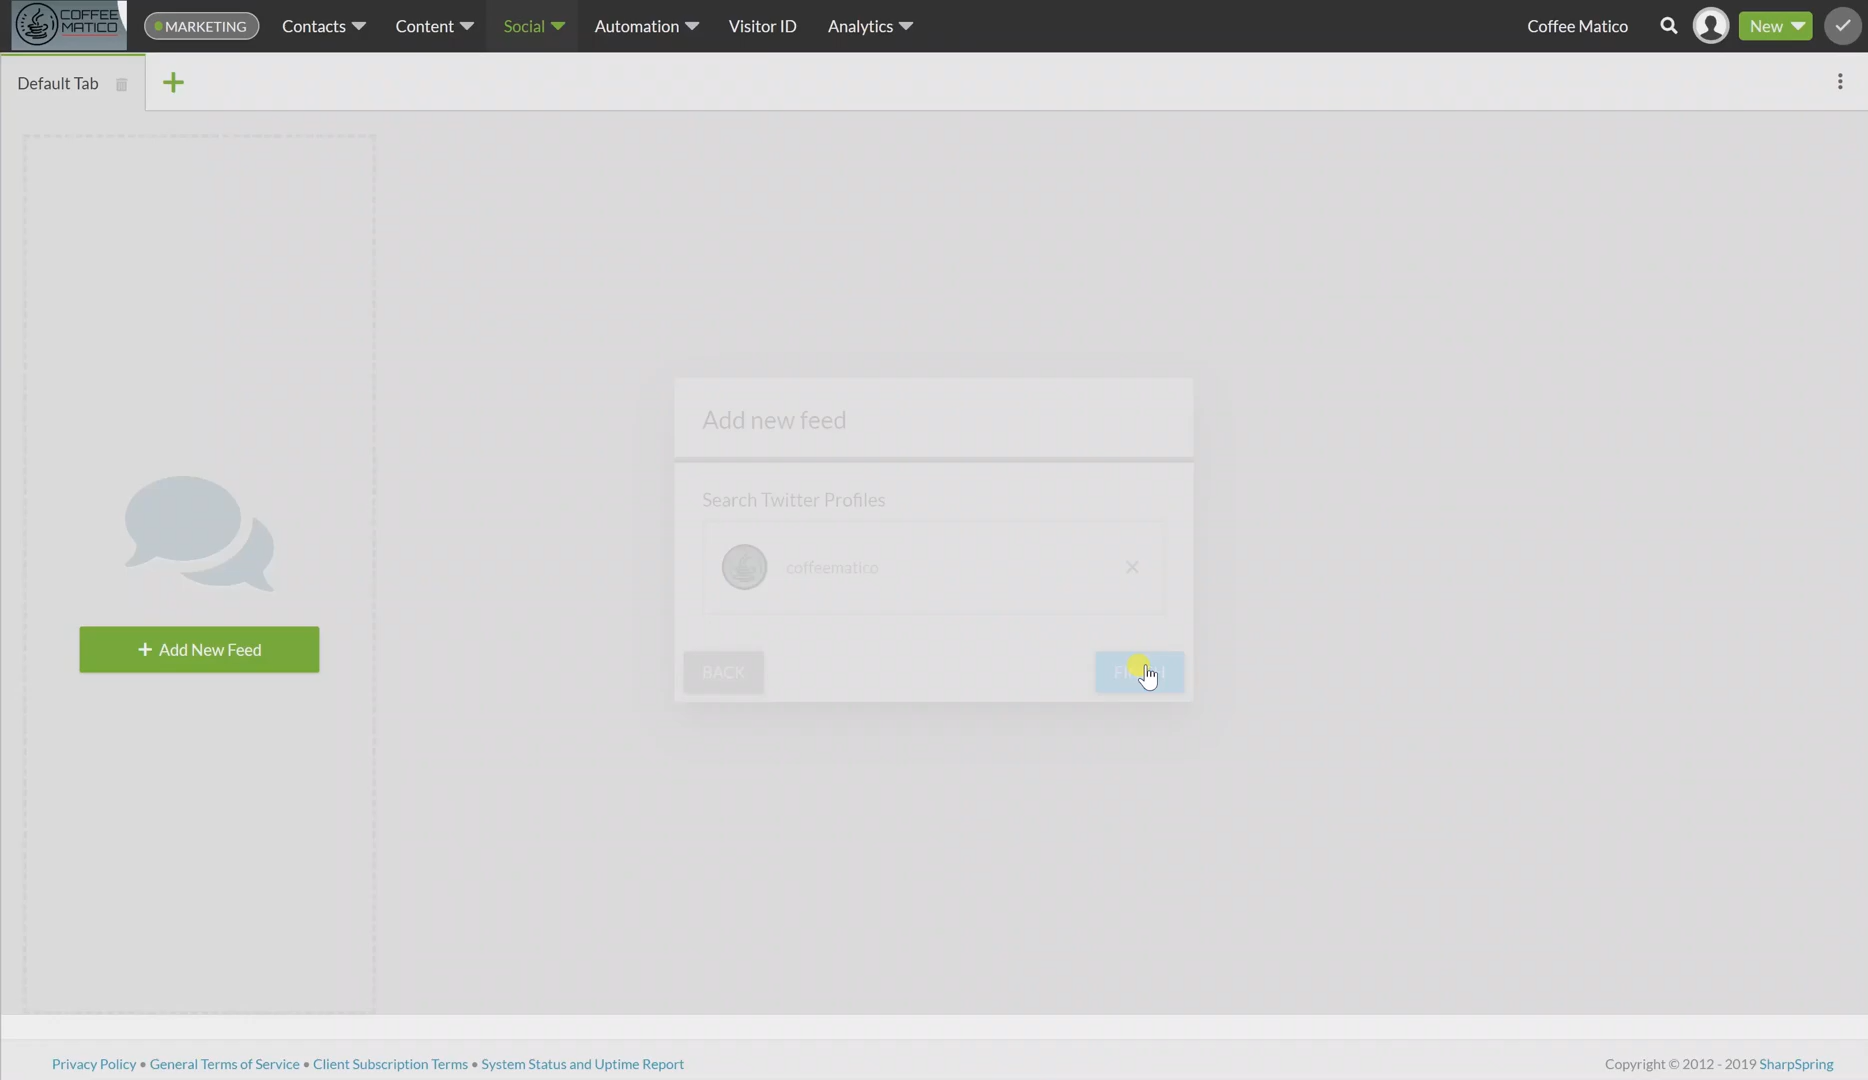 COFFEE
MATICO
MARKETING
Contacts
Content
Social
Automation
Visitor ID
Analytics
Coffee Matico
New
Default Tab
Add new feed
Search Twitter Profiles
coffeematico
Add New Feed
BACK
Privacy Policy • General Terms of Service • Client Subscription Terms • System Status and Uptime Report
Copyright © 2012 - 2019 SharpSpring